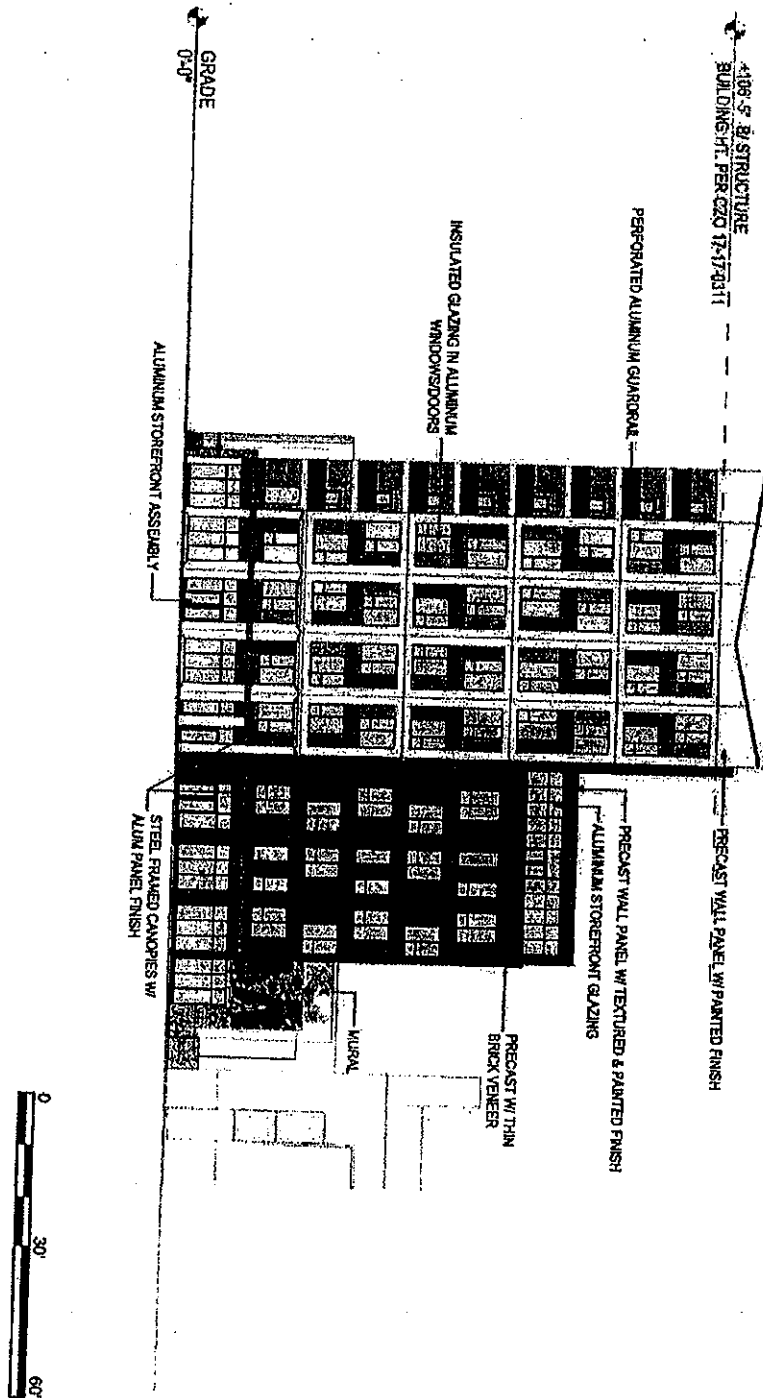 +106'-5" B/ STRUCTURE
BUILDING HT. PER CZO 17-17-0311
GRADE
0'-0"
PERFORATED ALUMINUM GUARDRAIL
INSULATED GLAZING IN ALUMINUM
WINDOWS/DOORS
ALUMINUM STOREFRONT ASSEMBLY
PRECAST WALL PANEL W/ PAINTED FINISH
PRECAST WALL PANEL W/ TEXTURED & PAINTED FINISH
ALUMINUM STOREFRONT GLAZING
PRECAST W/ THIN
BRICK VENEER
MURAL
STEEL FRAMED CANOPIES W/
ALUM PANEL FINISH
0
30'
60'